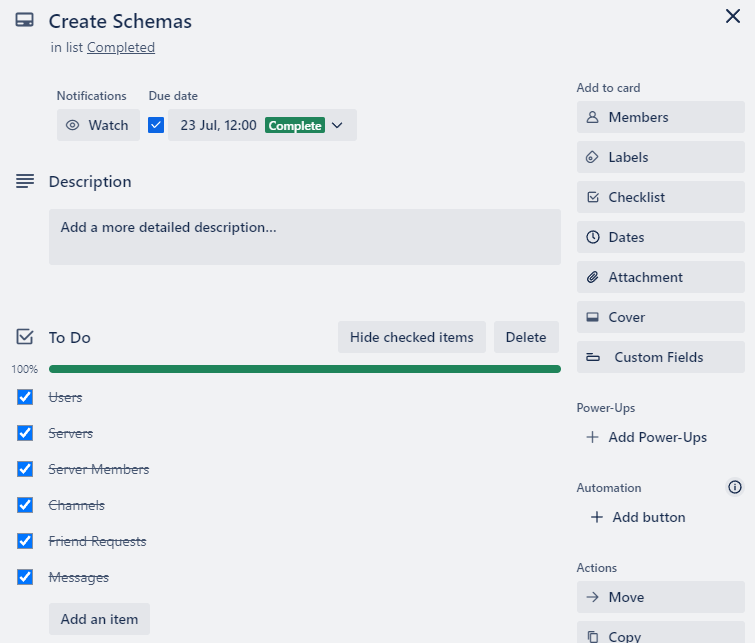 Create Schemas
in list Completed
Notifications
Due date
Watch
23 Jul, 12:00 Complete
Description
Add a more detailed description...
To Do
Hide checked items
Delete
100%
Users
Servers
Server Members
Channels
Friend Requests
Messages
Add an item
Add to card
Members
Labels
Checklist
Dates
Attachment
Cover
Custom Fields
Power-Ups
Add Power-Ups
Automation
Add button
Actions
Move
Copy